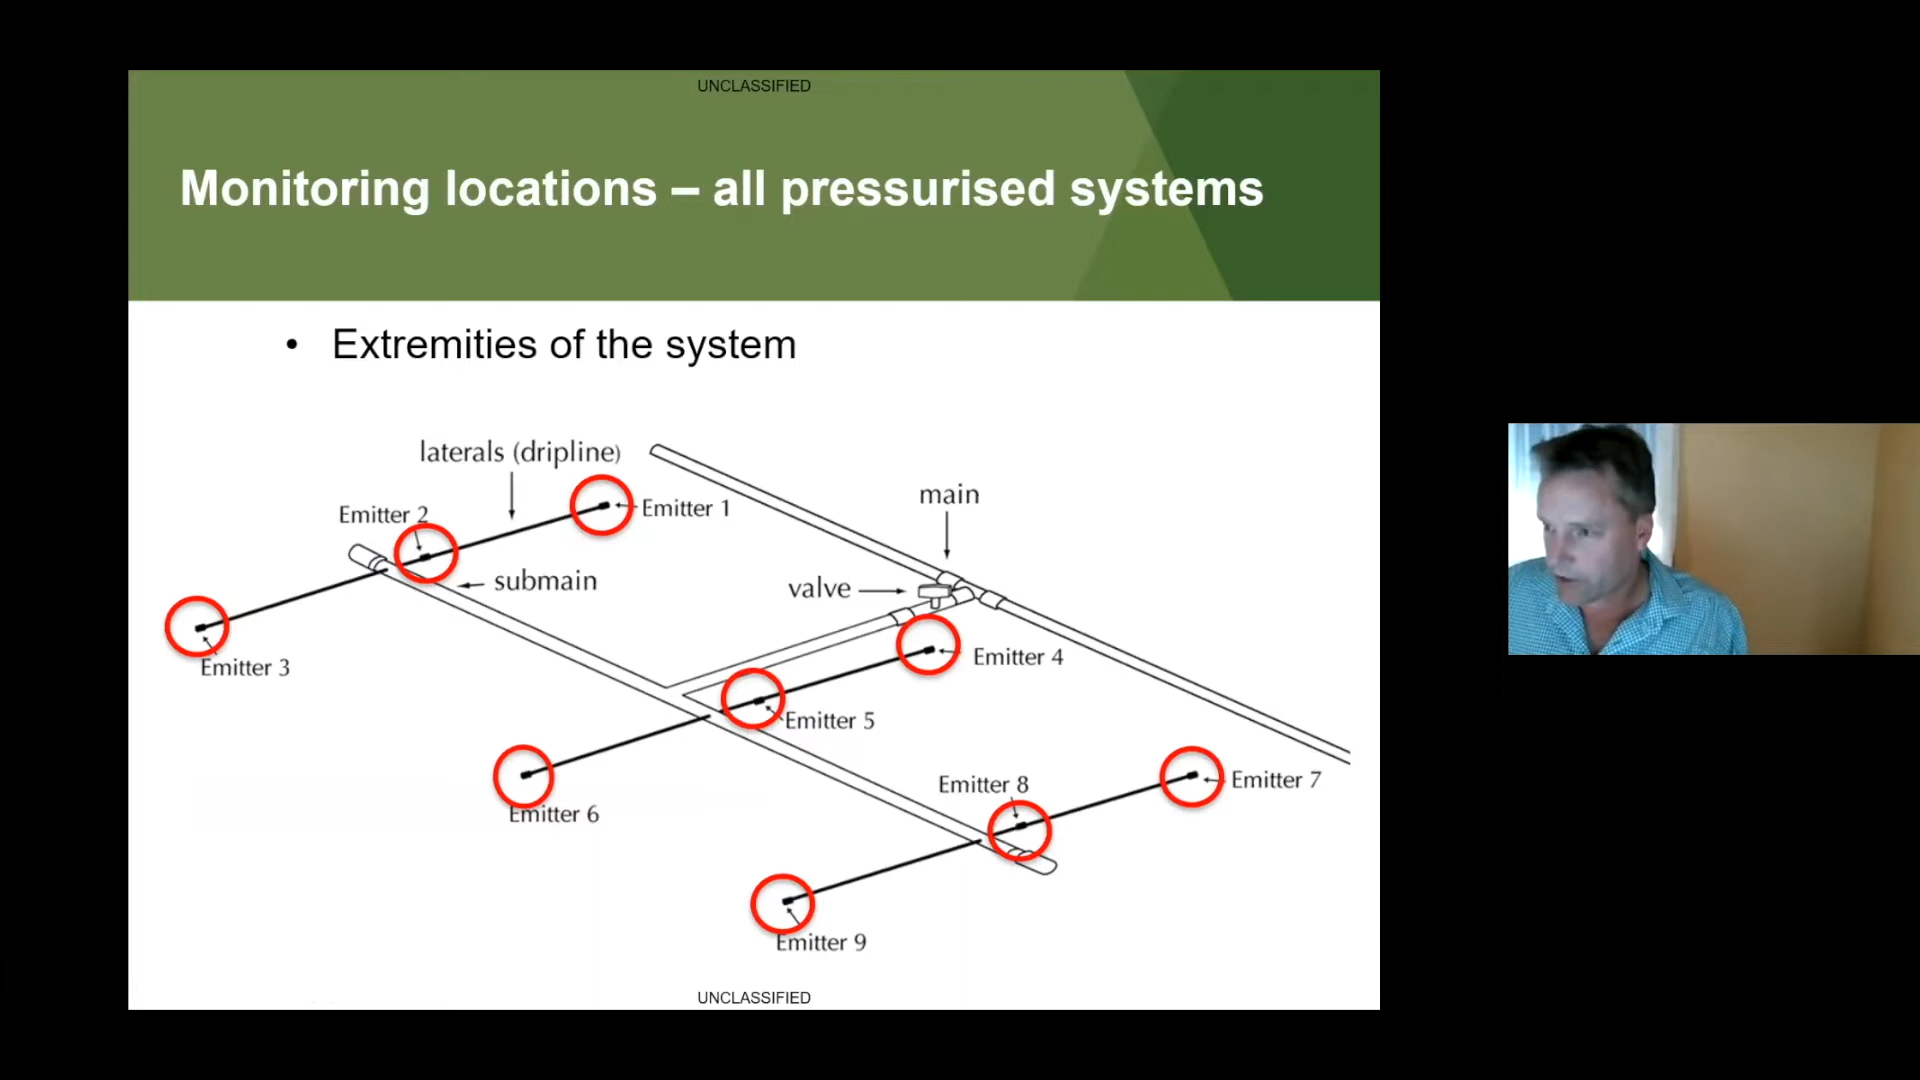 UNCLASSIFIED
Monitoring locations – all pressurised systems
• Extremities of the system
laterals (dripline)
main
Emitter 2
Emitter 1
submain
valve
Emitter 3
Emitter 4
Emitter 5
Emitter 6
Emitter 8
Emitter 7
Emitter 9
UNCLASSIFIED